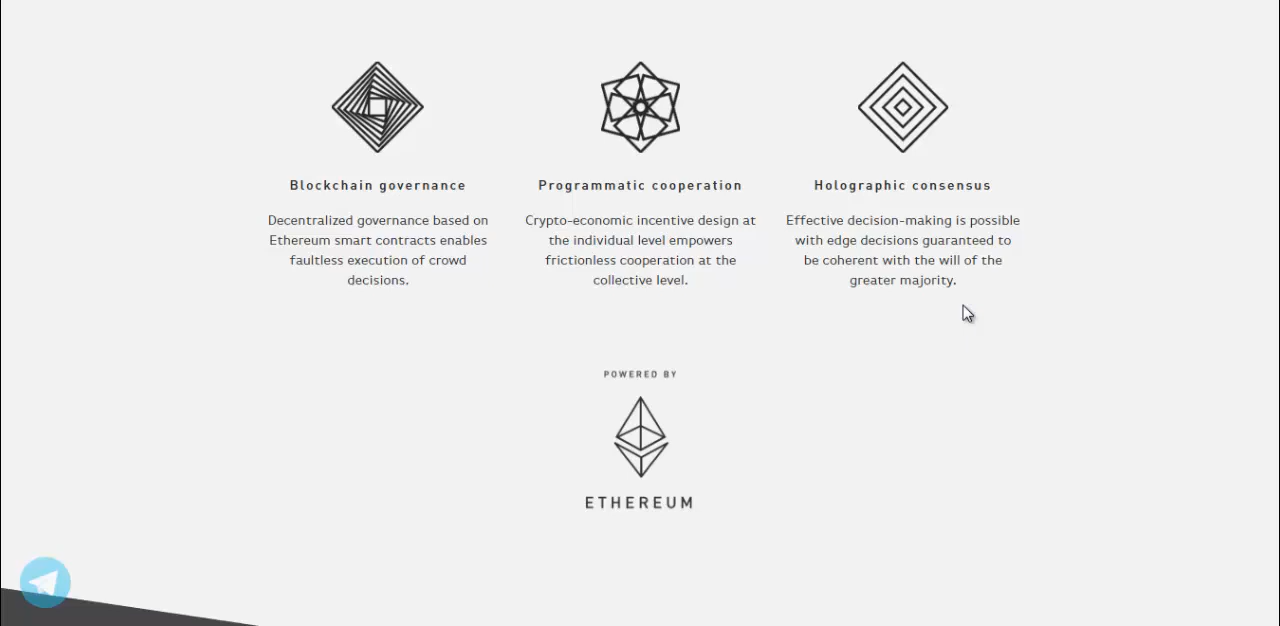 Blockchain governance
Decentralized governance based on
Ethereum smart contracts enables
faultless execution of crowd
decisions.
Programmatic cooperation
Crypto-economic incentive design at
the individual level empowers
frictionless cooperation at the
collective level.
Holographic consensus
Effective decision-making is possible
with edge decisions guaranteed to
be coherent with the will of the
greater majority.
POWERED BY
ETHEREUM